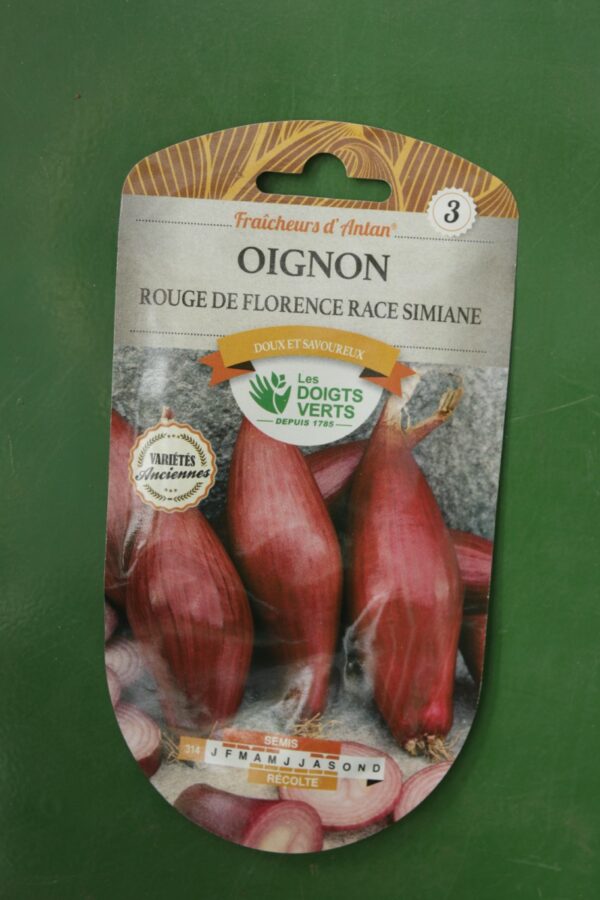 3
Fraîcheurs d'Antan®
OIGNON
ROUGE DE FLORENCE RACE SIMIANE
DOUX ET SAVOUREUX
Les
DOIGTS
VERTS
DEPUIS 1785
VARIÉTÉS
Anciennes
SEMIS
314 J F M A M J J A S O N D
RÉCOLTE